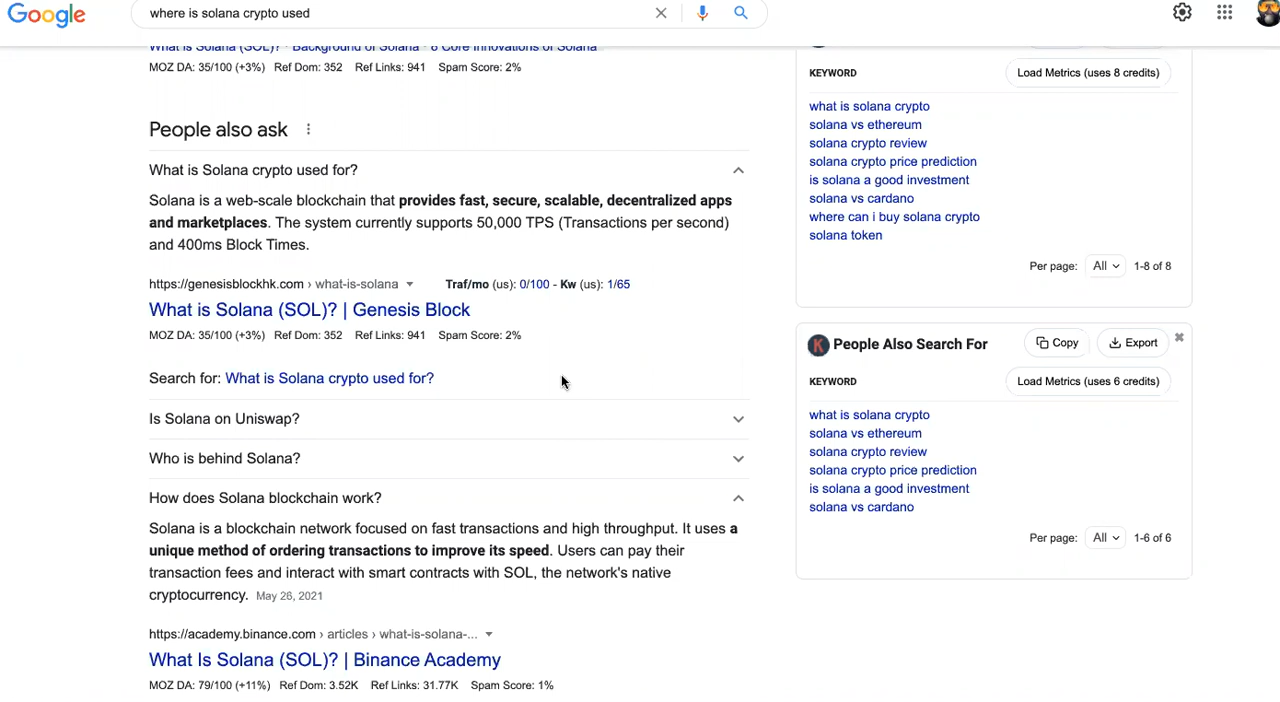 Google
where is solana crypto used
What is Solana (SOL)? · Background of Solana · 8 Core Innovations of Solana
MOZ DA: 35/100 (+3%) Ref Dom: 352 Ref Links: 941 Spam Score: 2%
People also ask
What is Solana crypto used for?
Solana is a web-scale blockchain that provides fast, secure, scalable, decentralized apps
and marketplaces. The system currently supports 50,000 TPS (Transactions per second)
and 400ms Block Times.
https://genesisblockhk.com › what-is-solana Traf/mo (us): 0/100 - Kw (us): 1/65
What is Solana (SOL)? | Genesis Block
MOZ DA: 35/100 (+3%) Ref Dom: 352 Ref Links: 941 Spam Score: 2%
Search for: What is Solana crypto used for?
Is Solana on Uniswap?
Who is behind Solana?
How does Solana blockchain work?
Solana is a blockchain network focused on fast transactions and high throughput. It uses a
unique method of ordering transactions to improve its speed. Users can pay their
transaction fees and interact with smart contracts with SOL, the network's native
cryptocurrency. May 26, 2021
https://academy.binance.com › articles › what-is-solana-...
What Is Solana (SOL)? | Binance Academy
MOZ DA: 79/100 (+11%) Ref Dom: 3.52K Ref Links: 31.77K Spam Score: 1%
KEYWORD Load Metrics (uses 8 credits)
what is solana crypto
solana vs ethereum
solana crypto review
solana crypto price prediction
is solana a good investment
solana vs cardano
where can i buy solana crypto
solana token
Per page: All 1-8 of 8
K People Also Search For Copy Export
KEYWORD Load Metrics (uses 6 credits)
what is solana crypto
solana vs ethereum
solana crypto review
solana crypto price prediction
is solana a good investment
solana vs cardano
Per page: All 1-6 of 6